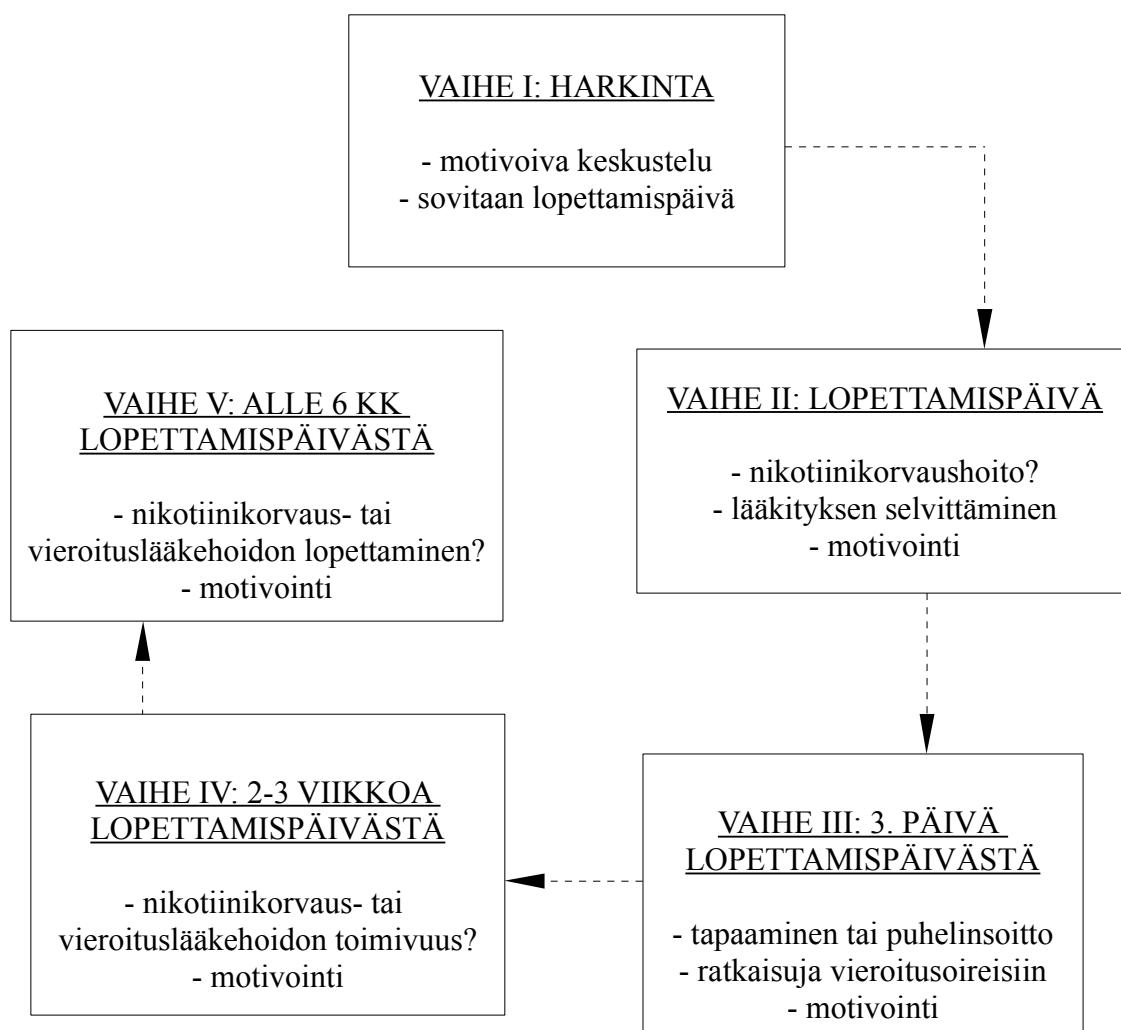 VAIHE I: HARKINTA
- motivoiva keskustelu
- sovitaan lopettamispäivä
VAIHE II: LOPETTAMISPÄIVÄ
- nikotiinikorvaushoito?
- lääkityksen selvittäminen
- motivointi
VAIHE III: 3. PÄIVÄ
LOPETTAMISPÄIVÄSTÄ
- tapaaminen tai puhelinsoitto
- ratkaisuja vieroitusoireisiin
- motivointi
VAIHE IV: 2-3 VIIKKOA
LOPETTAMISPÄIVÄSTÄ
- nikotiinikorvaus- tai
vieroituslääkehoidon toimivuus?
- motivointi
VAIHE V: ALLE 6 KK
LOPETTAMISPÄIVÄSTÄ
- nikotiinikorvaus- tai
vieroituslääkehoidon lopettaminen?
- motivointi